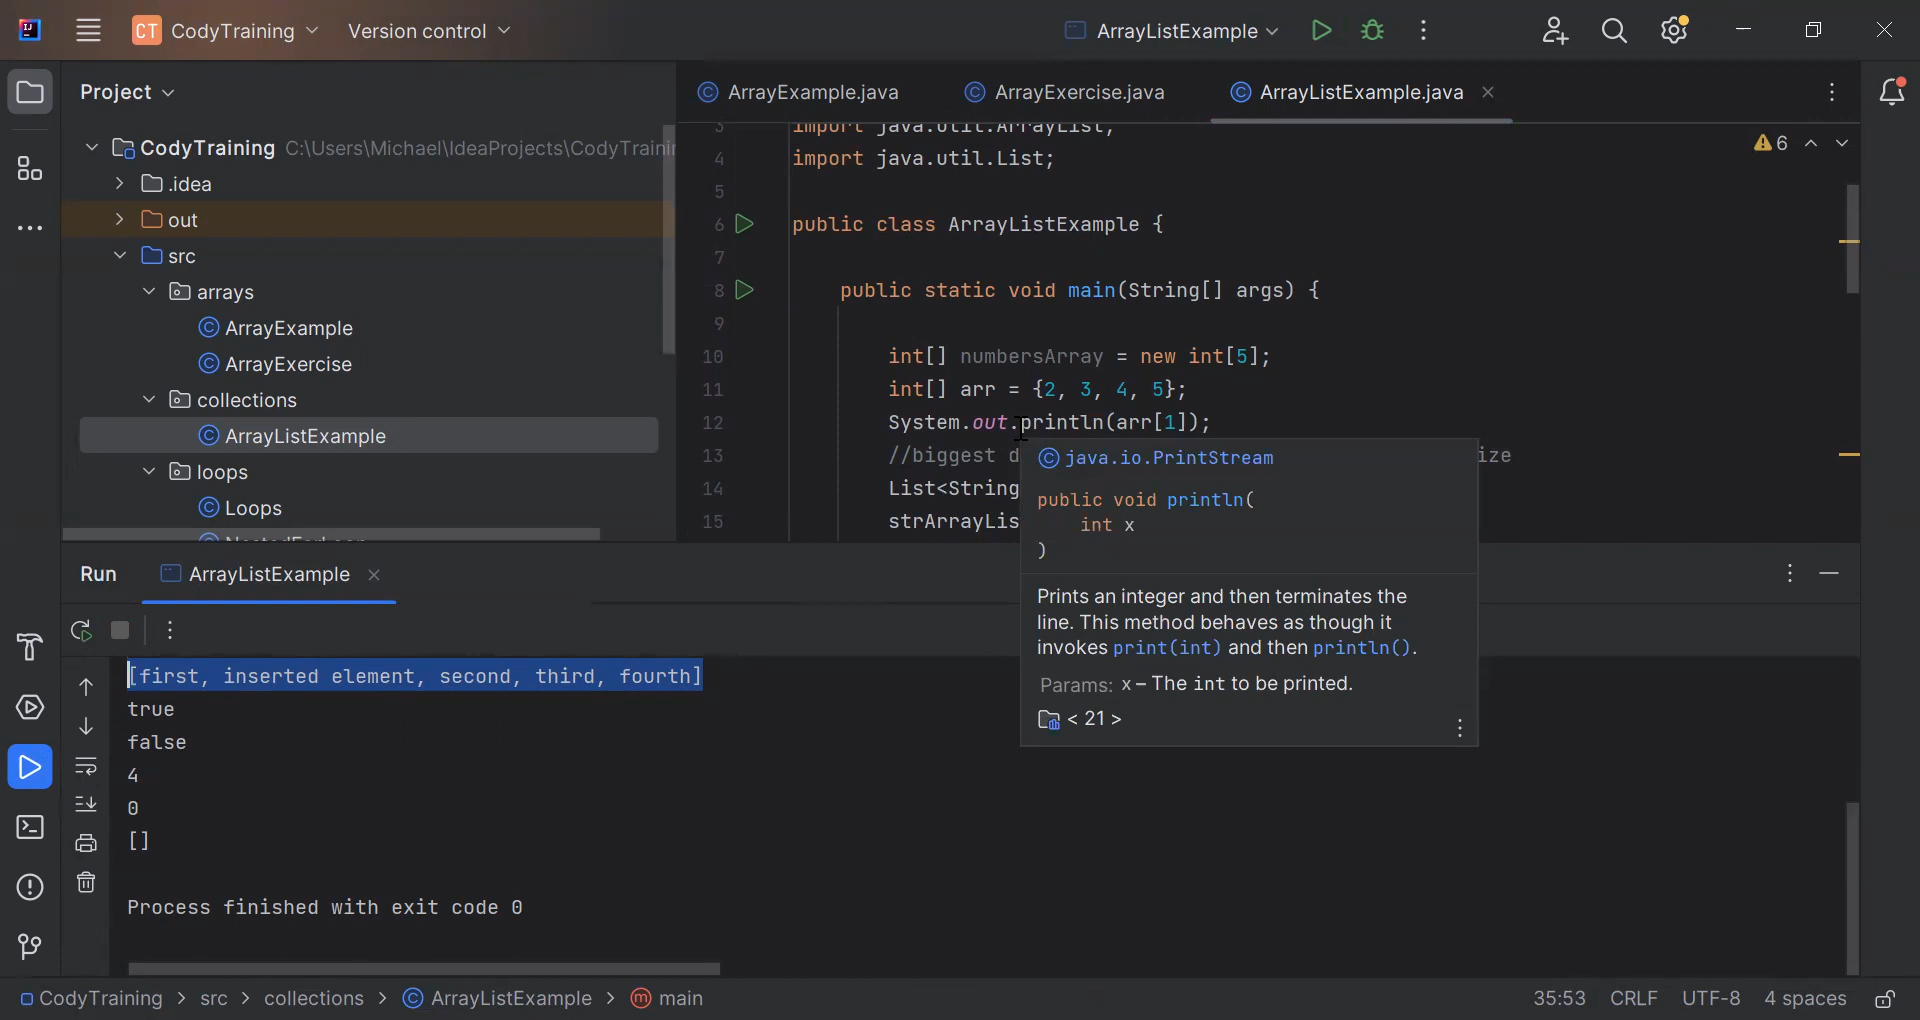 CT CodyTraining Version control ArrayListExample
Project
ArrayExample.java ArrayExercise.java ArrayListExample.java
CodyTraining C:\Users\Michael\IdeaProjects\CodyTraini
.idea
out
src
arrays
ArrayExample
ArrayExercise
collections
ArrayListExample
loops
Loops
NestedForLoop
3 import java.util.ArrayList;
4 import java.util.List;
5
6 public class ArrayListExample {
7
8 public static void main(String[] args) {
9
10 int[] numbersArray = new int[5];
11 int[] arr = {2, 3, 4, 5};
12 System.out.println(arr[1]);
13 //biggest d ize
14 List<String
15 strArrayLis
6
java.io.PrintStream
public void println(
int x
)
Prints an integer and then terminates the
line. This method behaves as though it
invokes print(int) and then println().
Params: x – The int to be printed.
< 21 >
Run ArrayListExample
[first, inserted element, second, third, fourth]
true
false
4
0
[]
Process finished with exit code 0
CodyTraining > src > collections > ArrayListExample > main
35:53 CRLF UTF-8 4 spaces